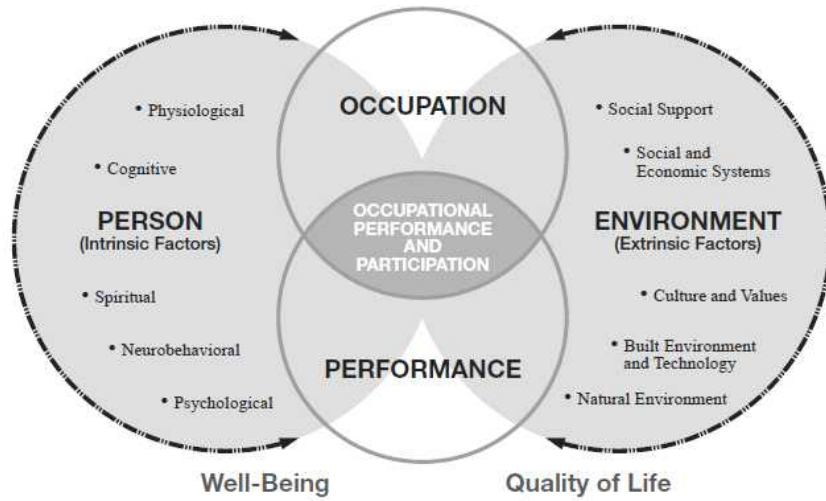 OCCUPATION
• Physiological
• Cognitive
PERSON
(Intrinsic Factors)
• Spiritual
• Neurobehavioral
• Psychological
OCCUPATIONAL
PERFORMANCE
AND
PARTICIPATION
• Social Support
• Social and
Economic Systems
ENVIRONMENT
(Extrinsic Factors)
• Culture and Values
• Built Environment
and Technology
• Natural Environment
PERFORMANCE
Well-Being
Quality of Life